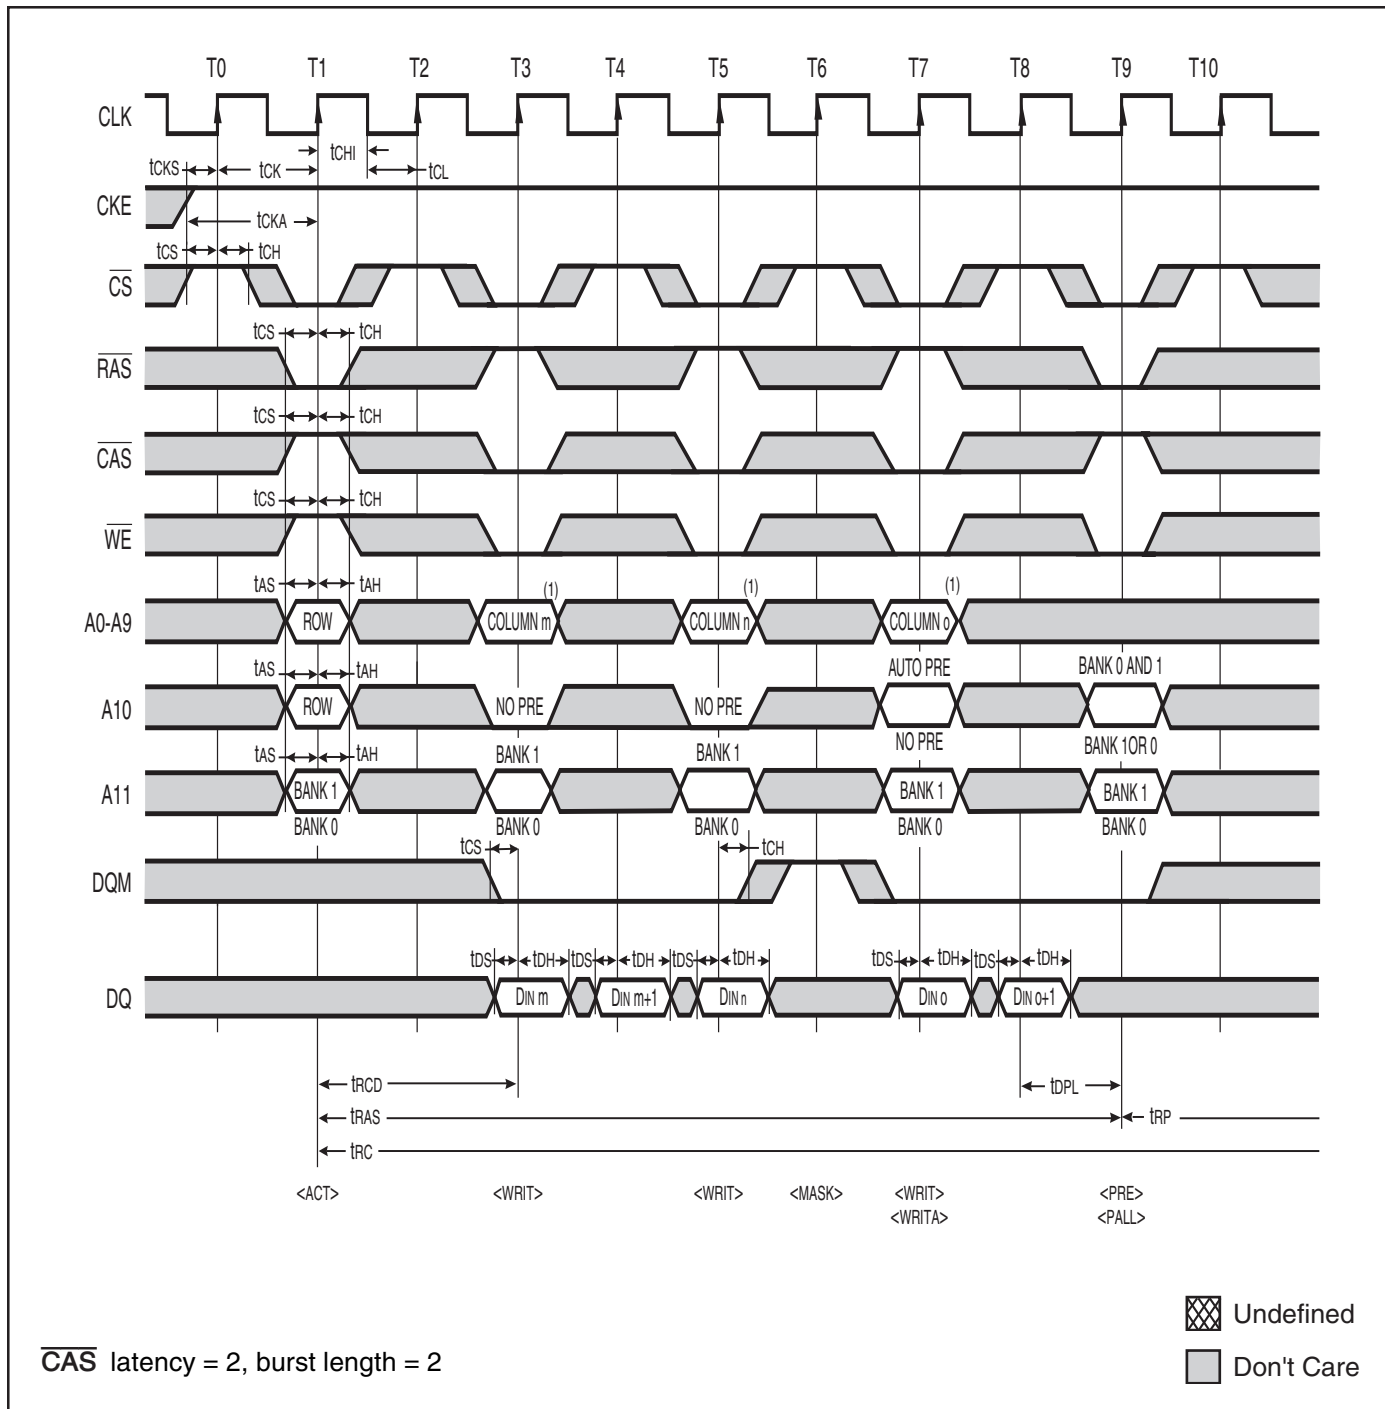 T0 T1 T2 T3 T4 T5 T6 T7 T8 T9 T10
CLK
tCHI
tCKS tCK tCL
CKE
tCKA
tCS tCH
CS
tCS tCH
RAS
tCS tCH
CAS
tCS tCH
WE
tAS tAH (1) (1) (1)
A0-A9 ROW COLUMN m COLUMN n COLUMN o
tAS tAH AUTO PRE BANK 0 AND 1
A10 ROW NO PRE NO PRE
NO PRE BANK 1OR 0
tAS tAH BANK 1 BANK 1
A11 BANK 1 BANK 1 BANK 1
BANK 0 BANK 0 BANK 0 BANK 0 BANK 0
tCS tCH
DQM
tDS tDH tDS tDH tDS tDH tDS tDH tDS tDH
DQ DIN m DIN m+1 DIN n DIN o DIN o+1
tRCD tDPL
tRAS tRP
tRC
<ACT> <WRIT> <WRIT> <MASK> <WRIT> <PRE>
<WRITA> <PALL>
Undefined
CAS latency = 2, burst length = 2
Don't Care